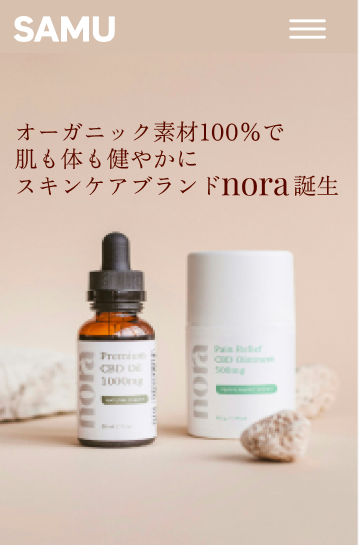 SAMU
オーガニック素材100%で
肌も体も健やかに
スキンケアブランドnora誕生
nora
Premium
CBD Oil
1000mg
nora
Pain Relief
CBD Ointment
500mg